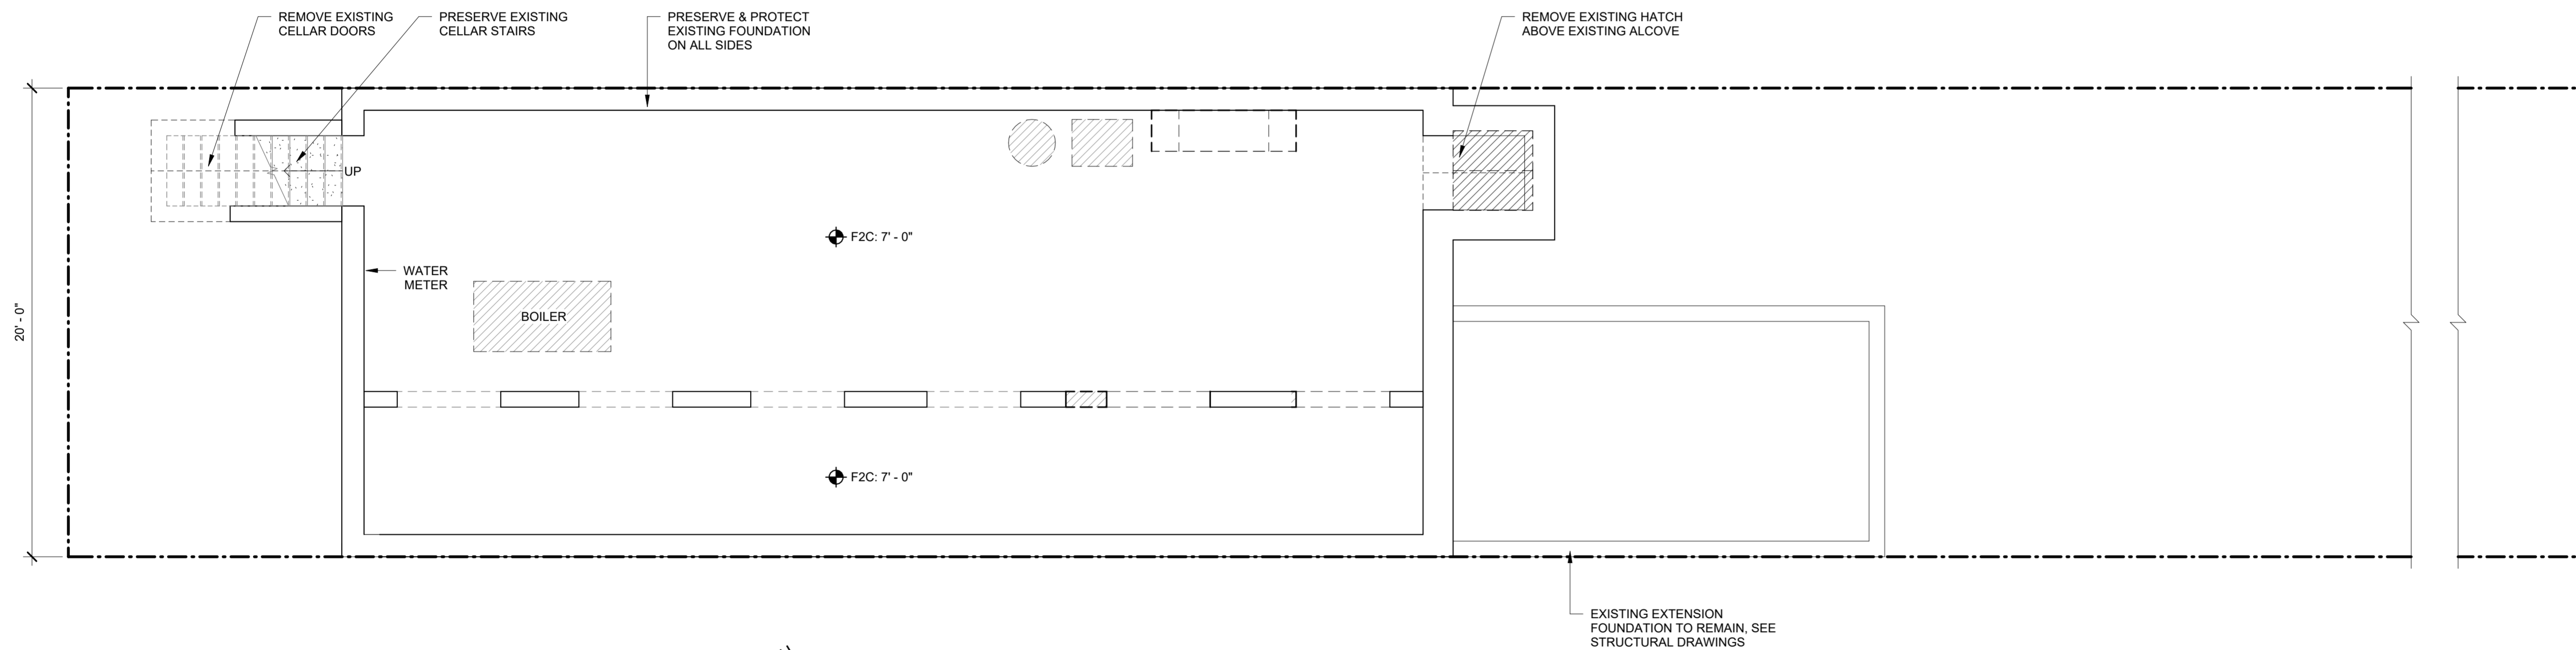 REMOVE EXISTING
CELLAR DOORS
PRESERVE EXISTING
CELLAR STAIRS
PRESERVE & PROTECT
EXISTING FOUNDATION
ON ALL SIDES
REMOVE EXISTING HATCH
ABOVE EXISTING ALCOVE
UP
F2C: 7' - 0"
WATER
METER
20' - 0"
BOILER
F2C: 7' - 0"
EXISTING EXTENSION
FOUNDATION TO REMAIN, SEE
STRUCTURAL DRAWINGS